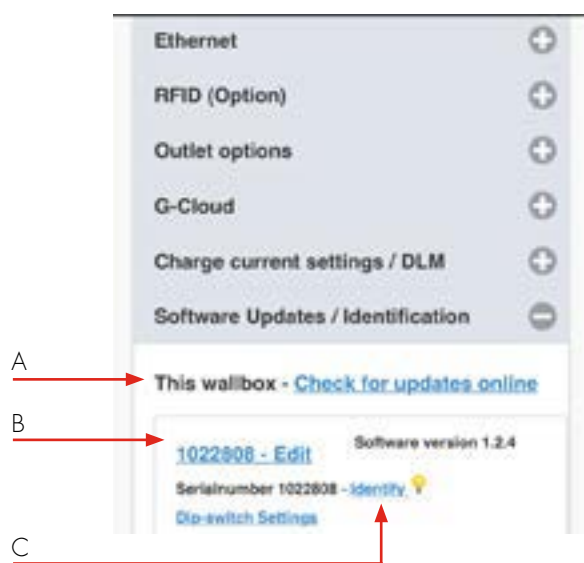 Ethernet
RFID (Option)
Outlet options
G-Cloud
Charge current settings / DLM
Software Updates / Identification
A
This wallbox - Check for updates online
B
1022808 - Edit
Software version 1.2.4
Serialnumber 1022808 - Identify
Dip-switch Settings
C